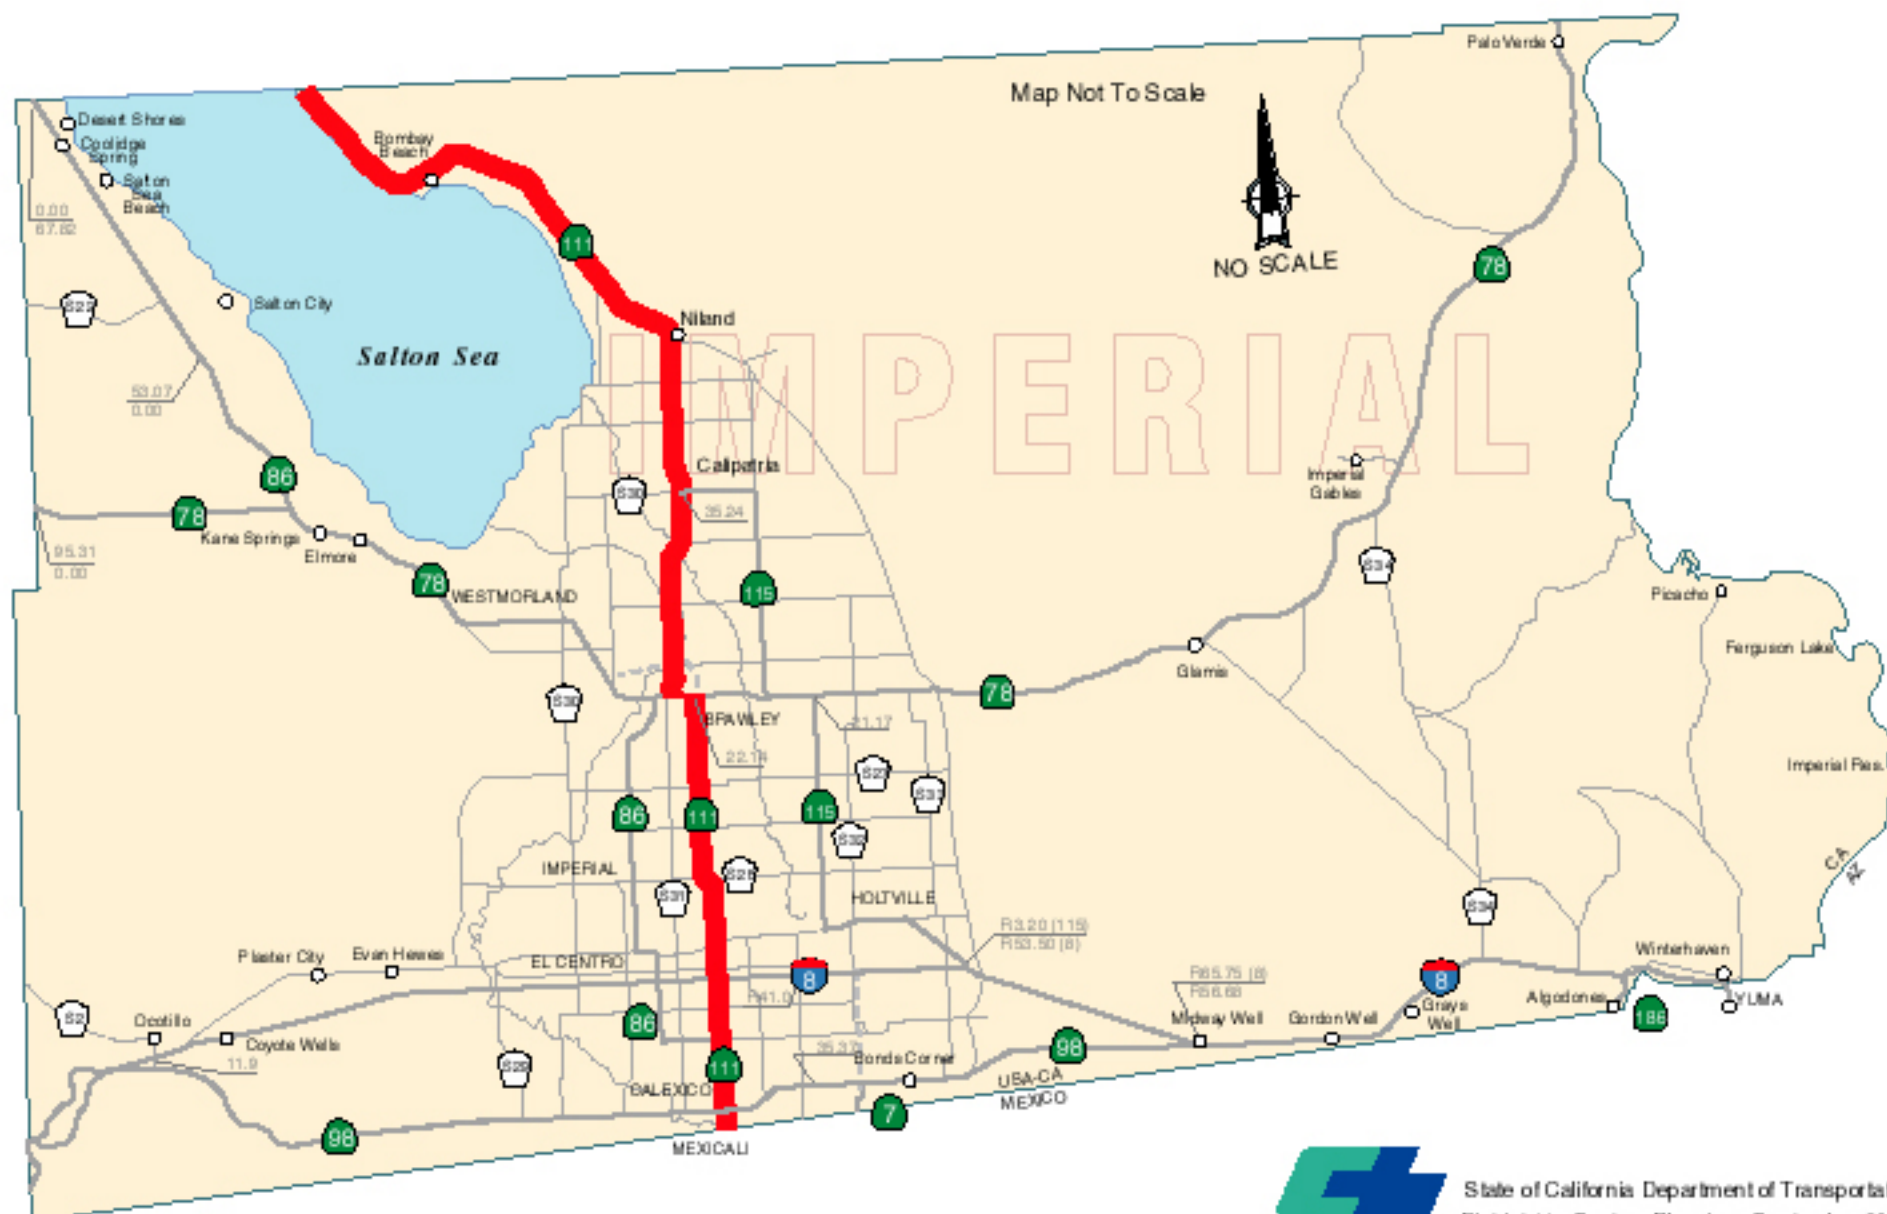 Palo Verde
Map Not To Scale
Desert Shores
Coolidge
Spring
Salton
Sea
Beach
Bombay
Beach
0.00
67.82
111
78
NO SCALE
S22
Salton City
Niland
Salton Sea
IMPERIAL
53.07
0.00
86
Calipatria
S30
Imperial
Gables
78
35.24
Kane Springs
Elmore
95.31
0.00
78
WESTMORLAND
115
S34
Picacho
Ferguson Lake
Glamis
S30
78
BRAWLEY
21.17
22.14
S27
S33
Imperial Res.
86
111
115
S32
IMPERIAL
S28
S31
HOLTVILLE
CA
AZ
S34
R3.20 (115)
R53.50 (8)
Plaster City
Evan Hewes
EL CENTRO
8
Winterhaven
R65.75 (8)
R56.68
8
S2
R41.0
Algodones
YUMA
Ocotillo
86
Midway Well
Gordon Well
Grays
Well
186
Coyote Wells
11.9
S29
35.37
Bonds Corner
98
111
CALEXICO
USA-CA
MEXICO
7
98
MEXICALI
State of California Department of Transporta